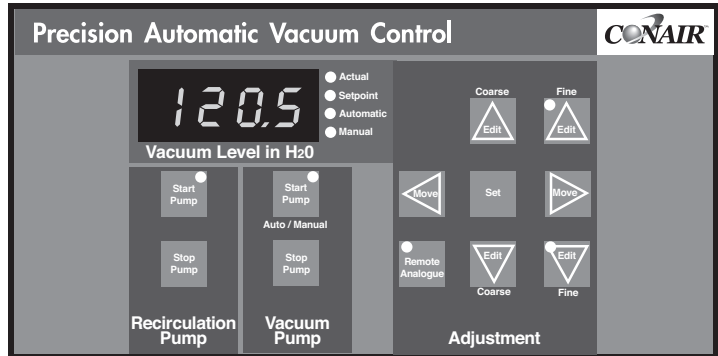 Precision Automatic Vacuum Control
CONAIR
120.5
Actual
Setpoint
Automatic
Manual
Vacuum Level in H20
Start
Pump
Stop
Pump
Recirculation
Pump
Start
Pump
Auto / Manual
Stop
Pump
Vacuum
Pump
Coarse
Edit
Fine
Edit
Move
Set
Move
Remote
Analogue
Edit
Coarse
Edit
Fine
Adjustment